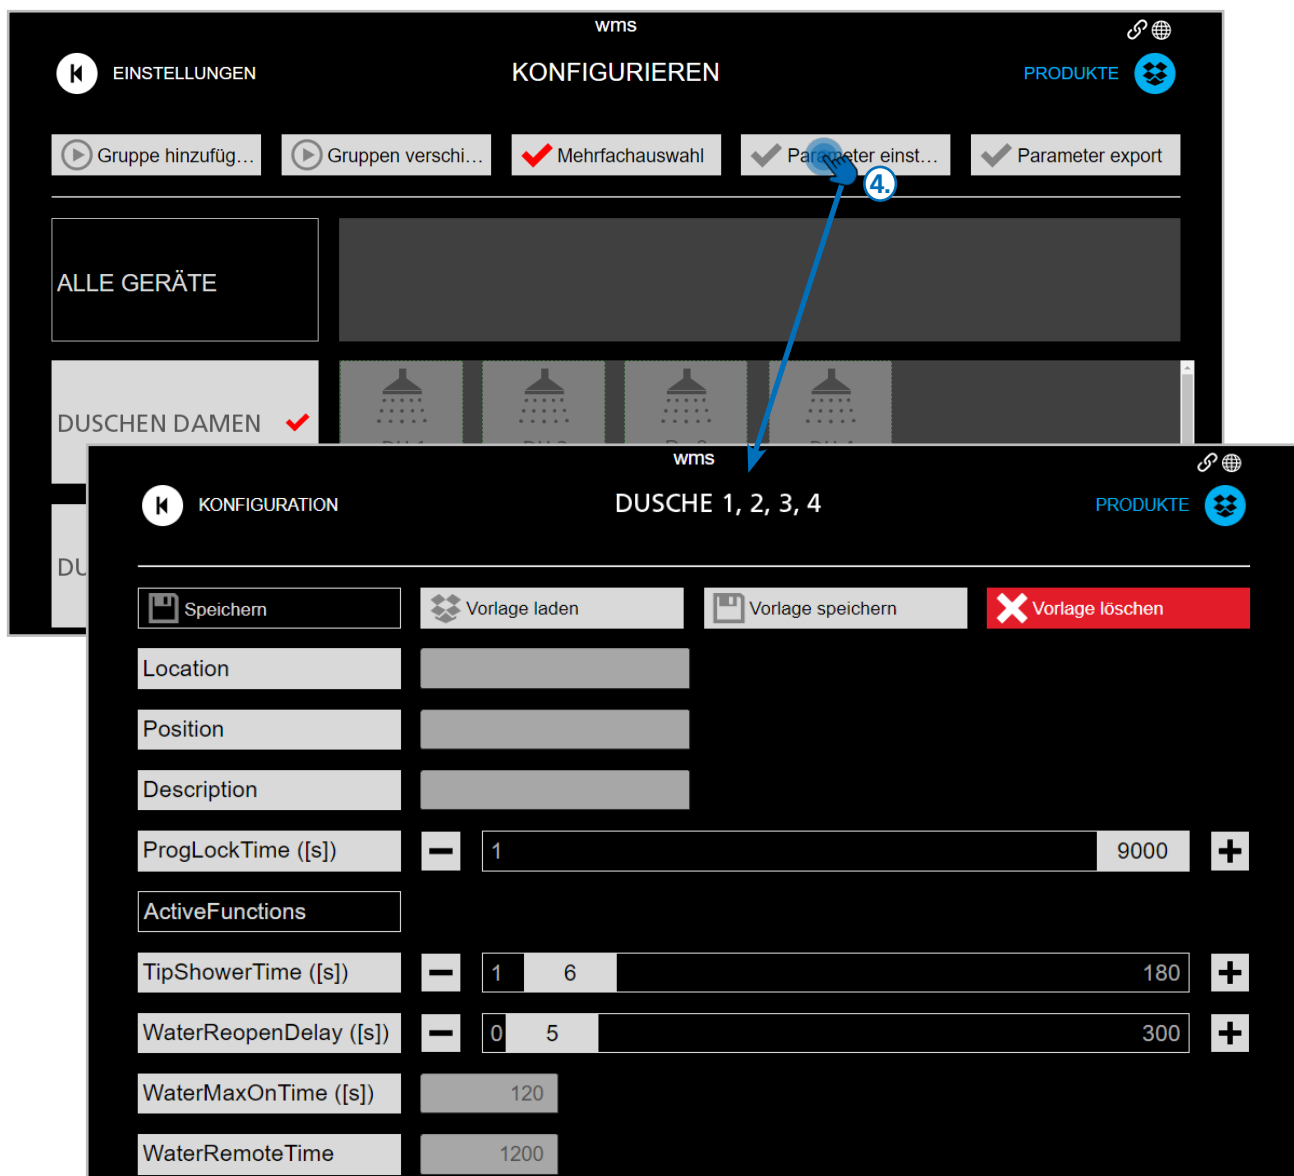 wms
EINSTELLUNGEN
KONFIGURIEREN
PRODUKTE
Gruppe hinzufüg...
Gruppen verschi...
Mehrfachauswahl
Parameter einst...
Parameter export
4.
ALLE GERÄTE
DUSCHEN DAMEN
DU
wms
KONFIGURATION
DUSCHE 1, 2, 3, 4
PRODUKTE
Speichern
Vorlage laden
Vorlage speichern
Vorlage löschen
Location
Position
Description
ProgLockTime ([s])
1
9000
ActiveFunctions
TipShowerTime ([s])
1
6
180
WaterReopenDelay ([s])
0
5
300
WaterMaxOnTime ([s])
120
WaterRemoteTime
1200